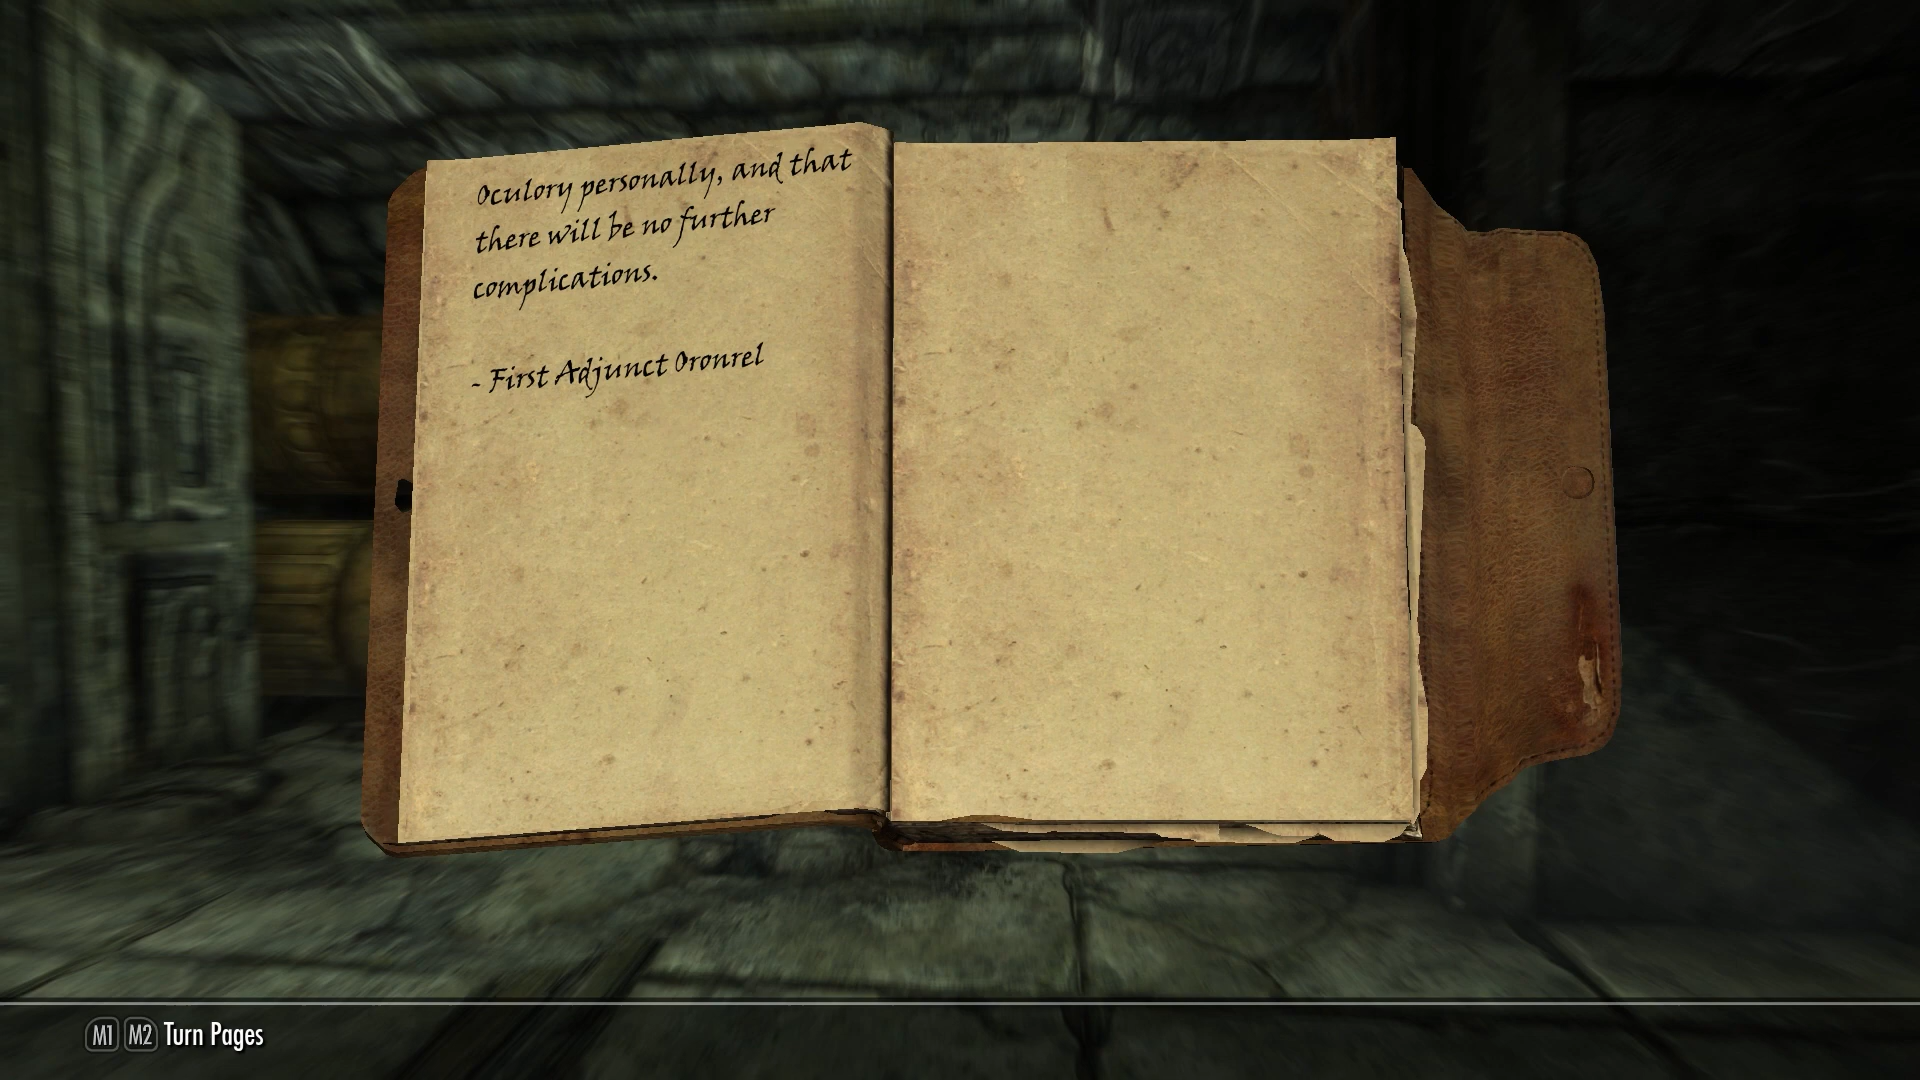 Oculory personally, and that
there will be no further
complications.
- First Adjunct Oronrel
M1 M2 Turn Pages